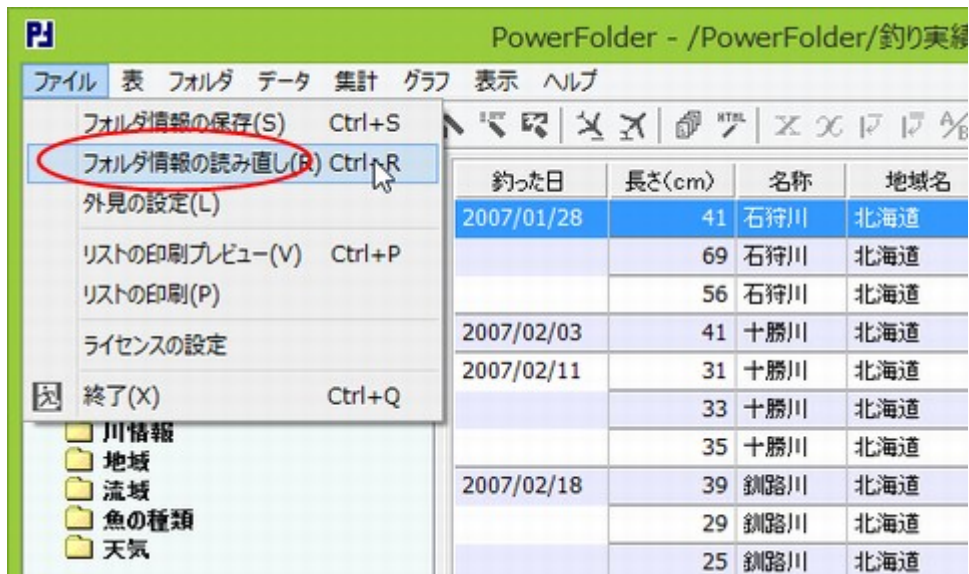 PowerFolder - /PowerFolder/釣り実績
ファイル 表 フォルダ データ 集計 グラフ 表示 ヘルプ
フォルダ情報の保存(S) Ctrl+S
フォルダ情報の読み直し(R) Ctrl+R
外見の設定(L)
リストの印刷プレビュー(V) Ctrl+P
リストの印刷(P)
ライセンスの設定
終了(X) Ctrl+Q
川情報
地域
流域
魚の種類
天気
HTML
釣った日 長さ(cm) 名称 地域名
2007/01/28 41 石狩川 北海道
69 石狩川 北海道
56 石狩川 北海道
2007/02/03 41 十勝川 北海道
2007/02/11 31 十勝川 北海道
33 十勝川 北海道
35 十勝川 北海道
2007/02/18 39 釧路川 北海道
29 釧路川 北海道
25 釧路川 北海道